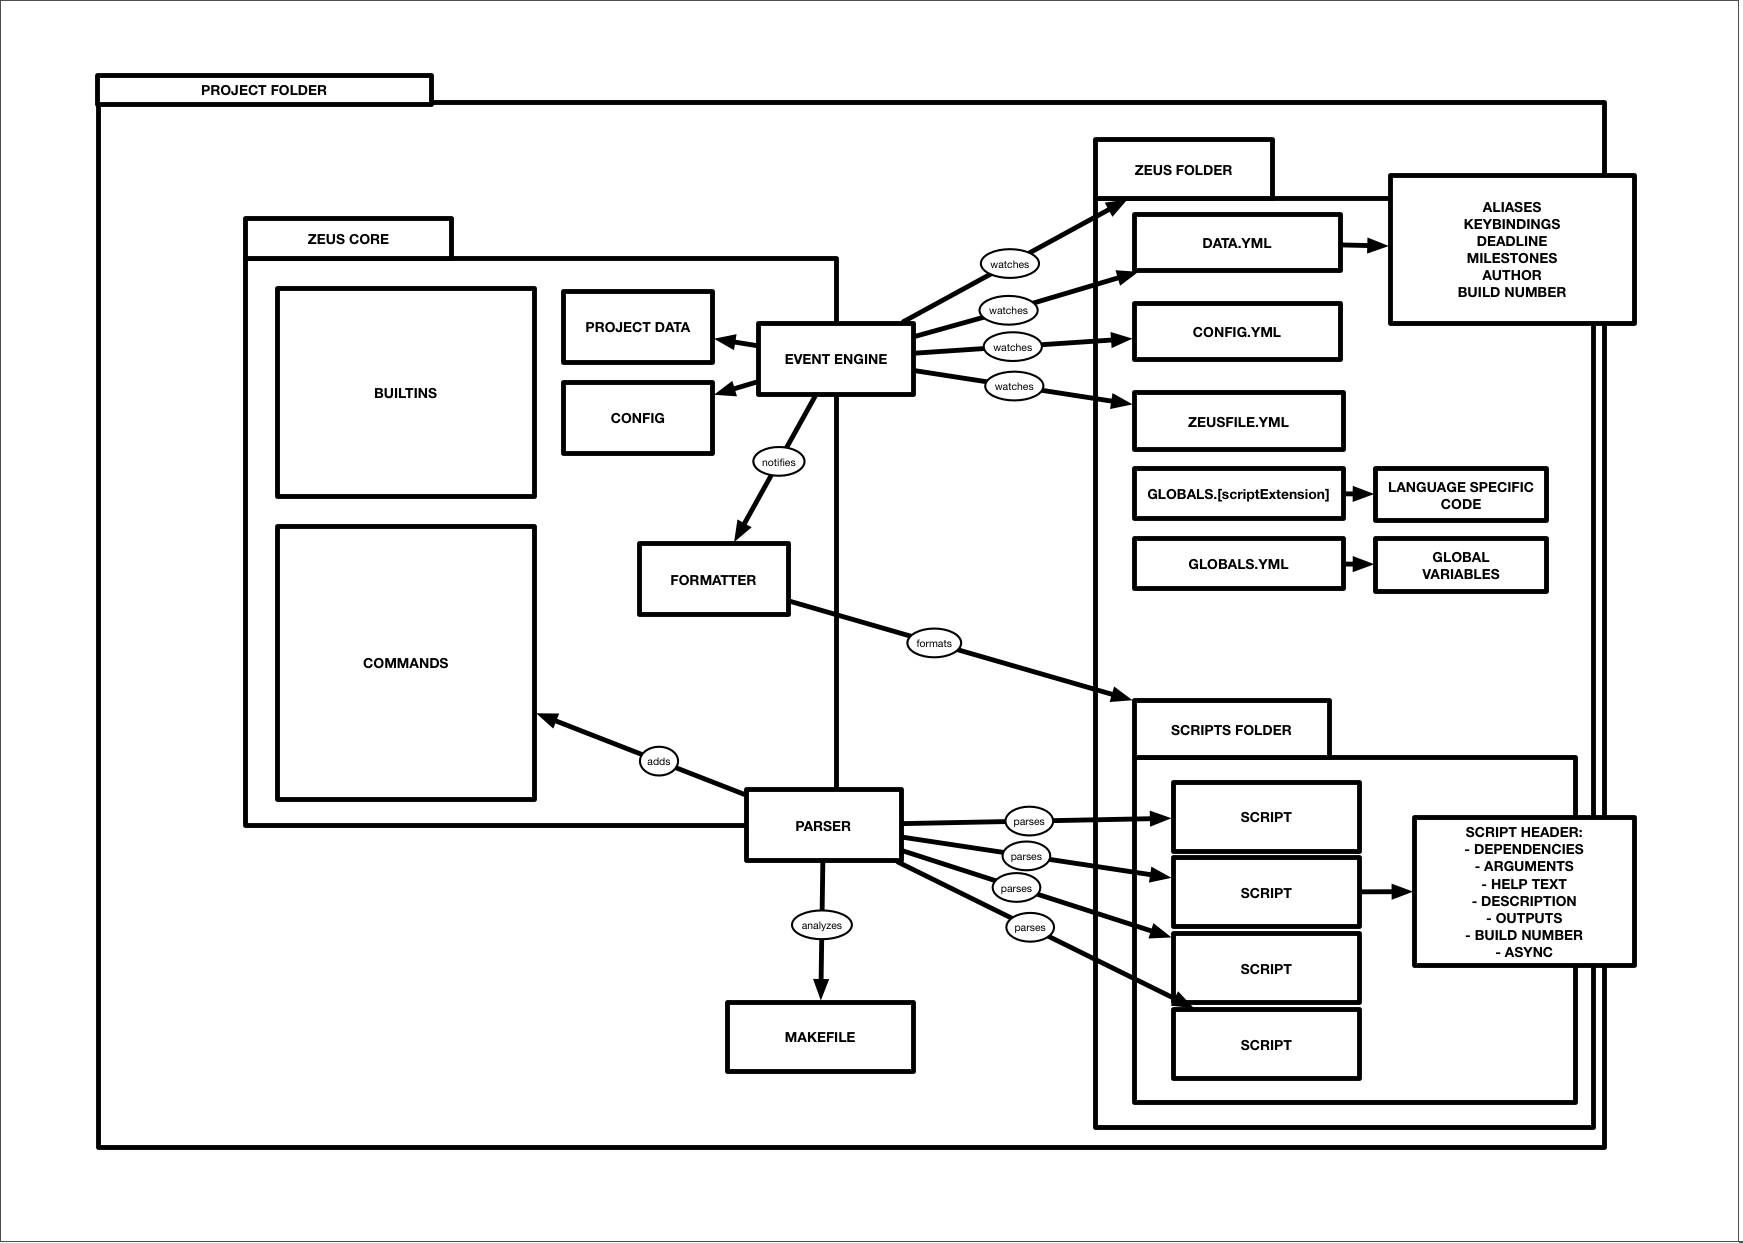 PROJECT FOLDER
ZEUS FOLDER
ALIASES
KEYBINDINGS
DEADLINE
MILESTONES
AUTHOR
BUILD NUMBER
ZEUS CORE
DATA.YML
watches
watches
watches
watches
PROJECT DATA
EVENT ENGINE
CONFIG.YML
BUILTINS
CONFIG
ZEUSFILE.YML
notifies
GLOBALS.[scriptExtension]
LANGUAGE SPECIFIC
CODE
GLOBALS.YML
GLOBAL
VARIABLES
FORMATTER
formats
COMMANDS
SCRIPTS FOLDER
adds
PARSER
parses
parses
parses
parses
SCRIPT
SCRIPT
SCRIPT
SCRIPT
SCRIPT HEADER:
- DEPENDENCIES
- ARGUMENTS
- HELP TEXT
- DESCRIPTION
- OUTPUTS
- BUILD NUMBER
- ASYNC
analyzes
MAKEFILE